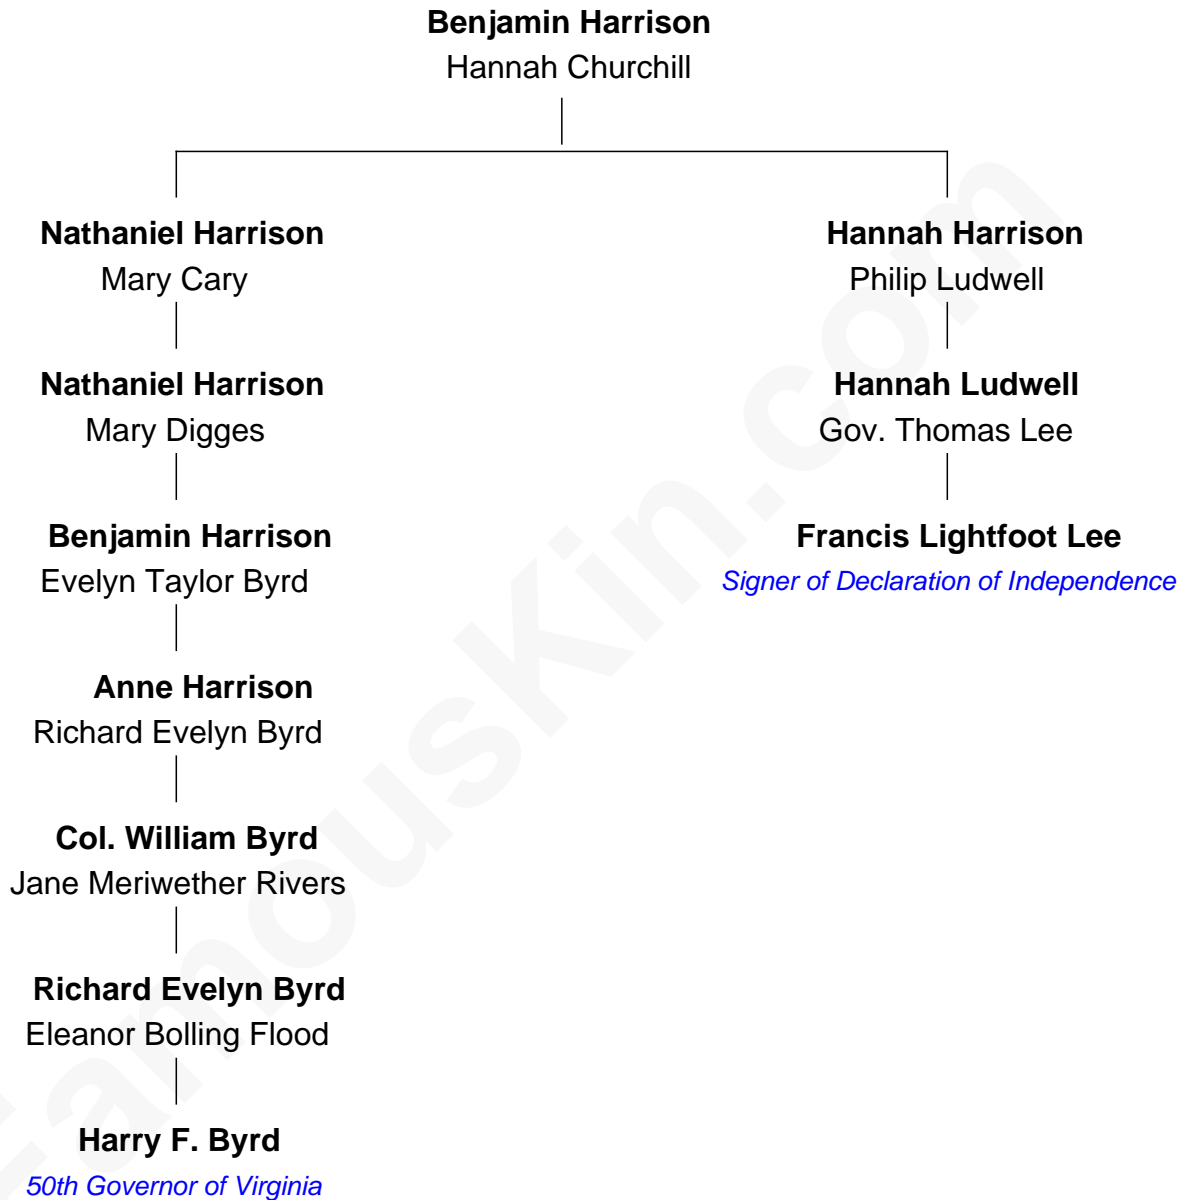 Benjamin Harrison
Hannah Churchill
Nathaniel Harrison
Mary Cary
Hannah Harrison
Philip Ludwell
Nathaniel Harrison
Mary Digges
Hannah Ludwell
Gov. Thomas Lee
Benjamin Harrison
Evelyn Taylor Byrd
Francis Lightfoot Lee
Signer of Declaration of Independence
Anne Harrison
Richard Evelyn Byrd
Col. William Byrd
Jane Meriwether Rivers
Richard Evelyn Byrd
Eleanor Bolling Flood
Harry F. Byrd
50th Governor of Virginia
FamousKin.com